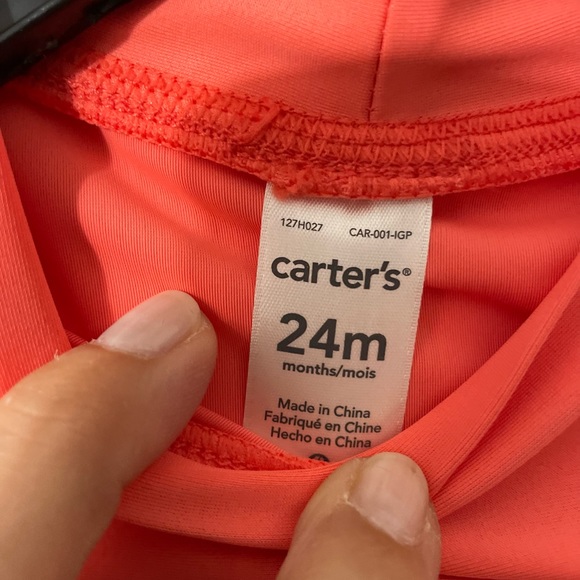 127H027 CAR-001-IGP
carter's®
24m
months/mois
Made in China
Fabriqué en Chine
Hecho en China